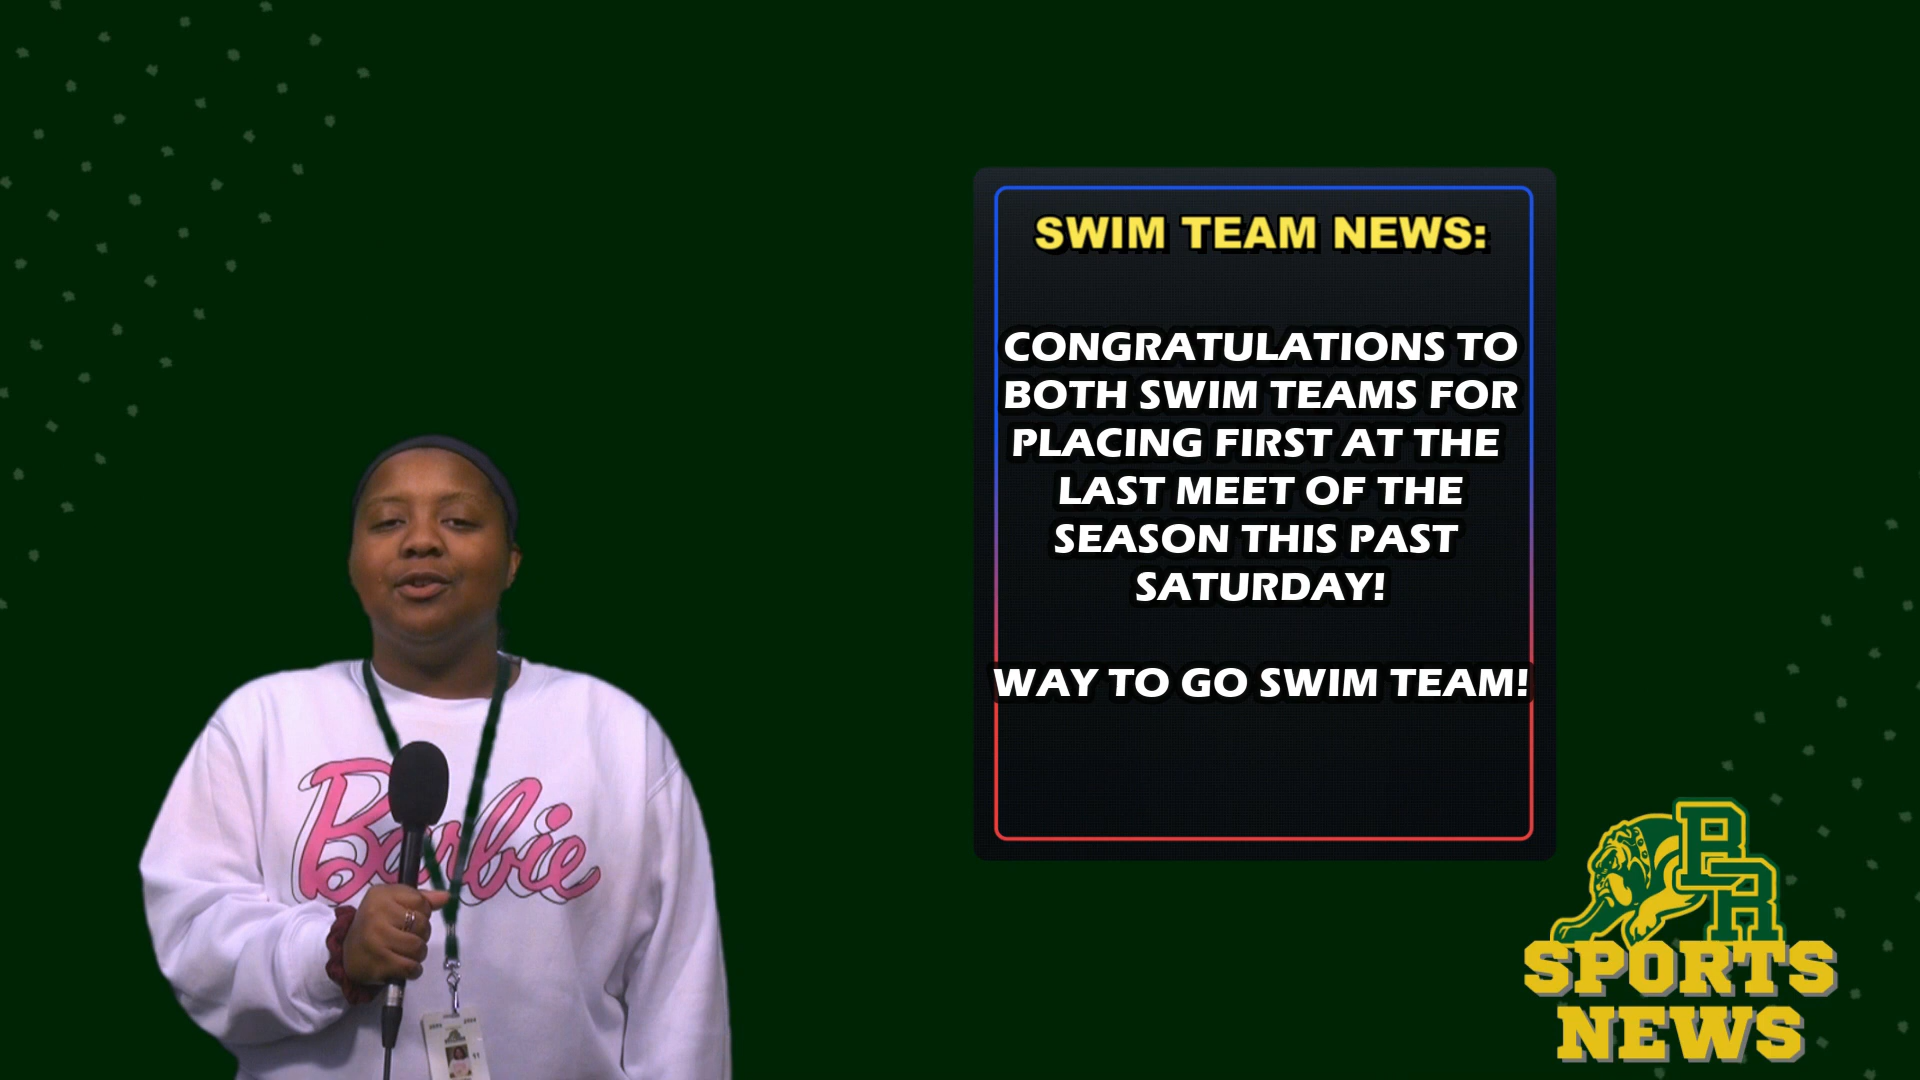 SWIM TEAM NEWS:
CONGRATULATIONS TO
BOTH SWIM TEAMS FOR
PLACING FIRST AT THE
LAST MEET OF THE
SEASON THIS PAST
SATURDAY!
WAY TO GO SWIM TEAM!
Barbie
SPORTS
NEWS